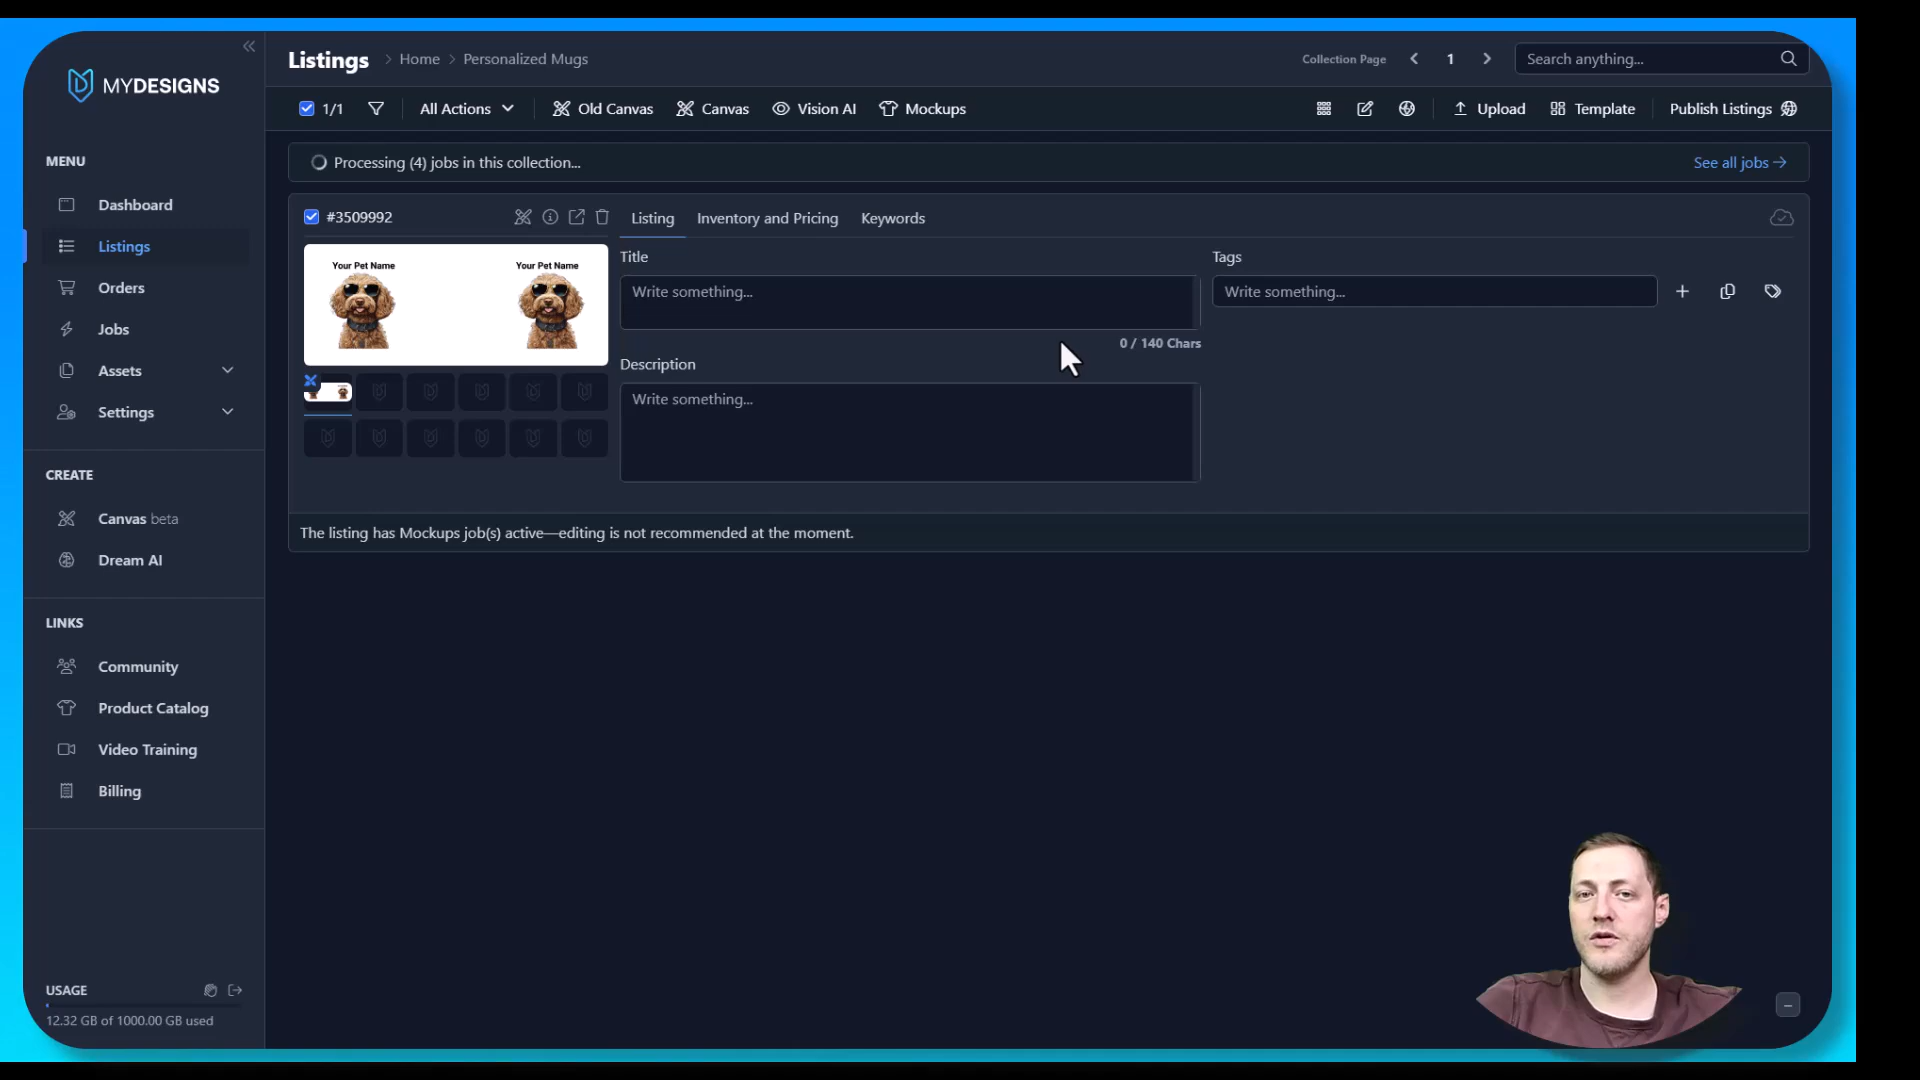 Listings > Home > Personalized Mugs
Collection Page 1
Search anything...
MYDESIGNS
1/1
All Actions
Old Canvas
Canvas
Vision AI
Mockups
Upload
Template
Publish Listings
MENU
Dashboard
Listings
Orders
Jobs
Assets
Settings
CREATE
Canvas beta
Dream AI
LINKS
Community
Product Catalog
Video Training
Billing
USAGE
12.32 GB of 1000.00 GB used
Processing (4) jobs in this collection...
See all jobs
#3509992
Your Pet Name
Your Pet Name
Listing
Inventory and Pricing
Keywords
Title
Write something...
0 / 140 Chars
Description
Write something...
Tags
Write something...
The listing has Mockups job(s) active—editing is not recommended at the moment.